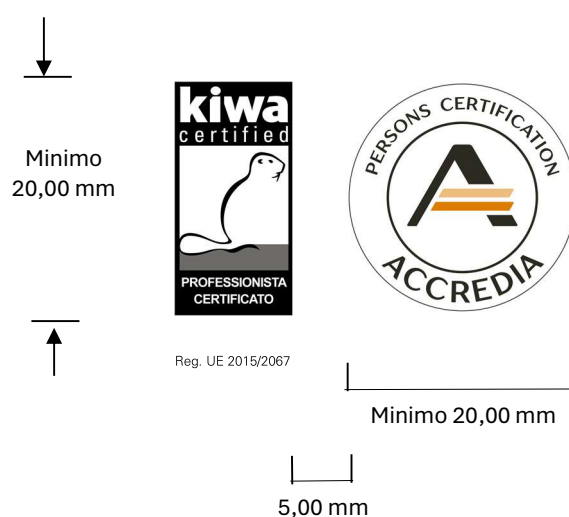 Minimo
20,00 mm
kiwa
certified
PROFESSIONISTA
CERTIFICATO
PERSONS CERTIFICATION
ACCREDIA
Reg. UE 2015/2067
Minimo 20,00 mm
5,00 mm